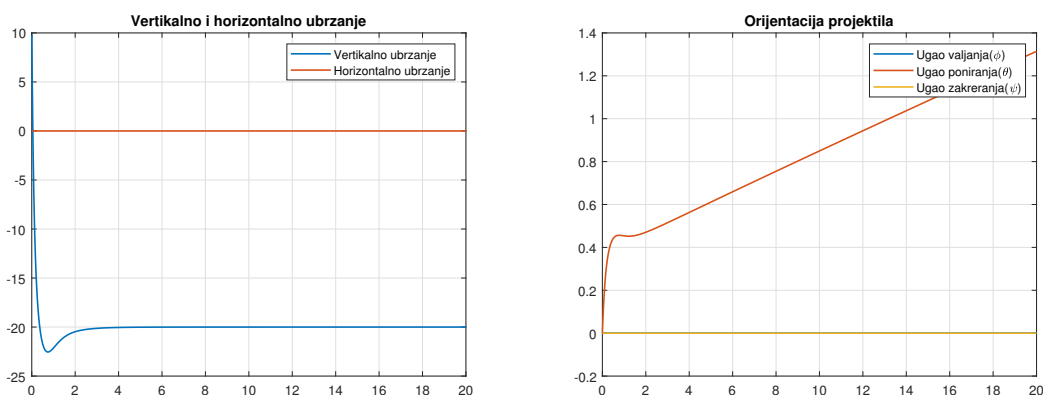 Vertikalno i horizontalno ubrzanje
10
5
0
-5
-10
-15
-20
-25
0 2 4 6 8 10 12 14 16 18 20
Vertikalno ubrzanje
Horizontalno ubrzanje
Orijentacija projektila
1.4
1.2
1
0.8
0.6
0.4
0.2
0
-0.2
0 2 4 6 8 10 12 14 16 18 20
Ugao valjanja(ϕ)
Ugao poniranja(θ)
Ugao zakreranja(ψ)